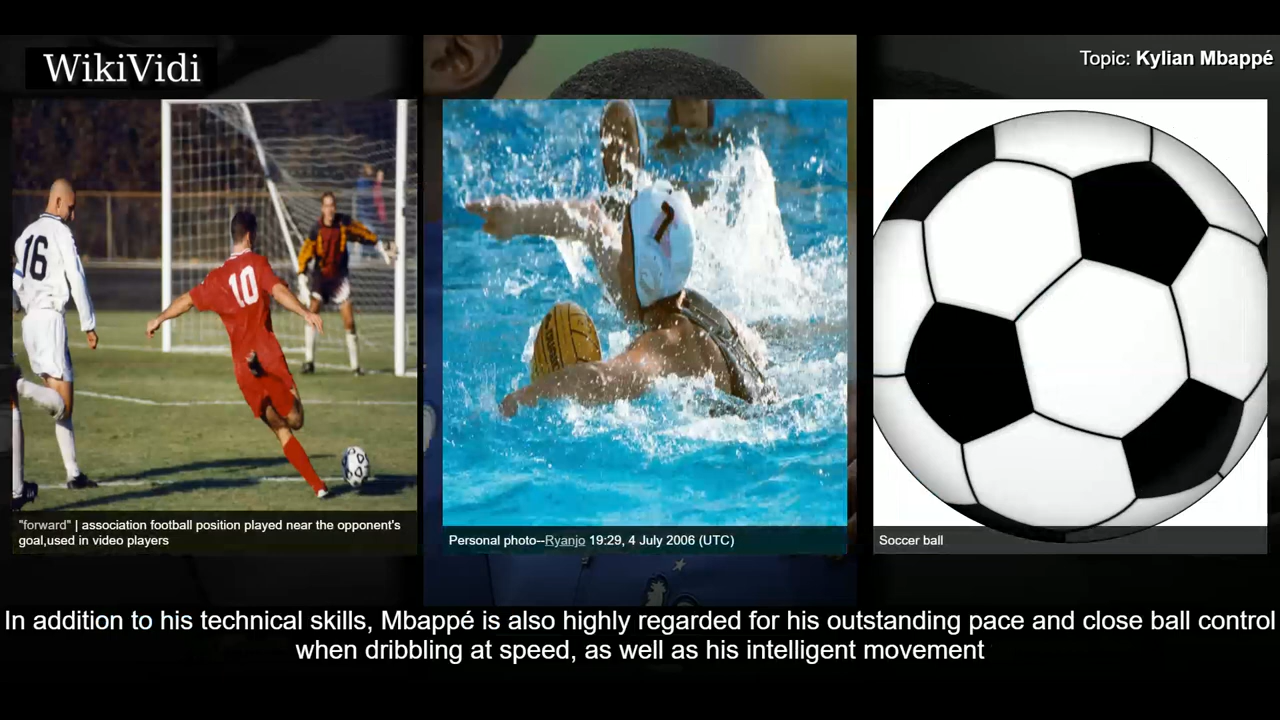 WikiVidi
Topic: Kylian Mbappé
16
10
1
"forward" | association football position played near the opponent's
goal,used in video players
Personal photo--Ryanjo 19:29, 4 July 2006 (UTC)
Soccer ball
In addition to his technical skills, Mbappé is also highly regarded for his outstanding pace and close ball control
when dribbling at speed, as well as his intelligent movement